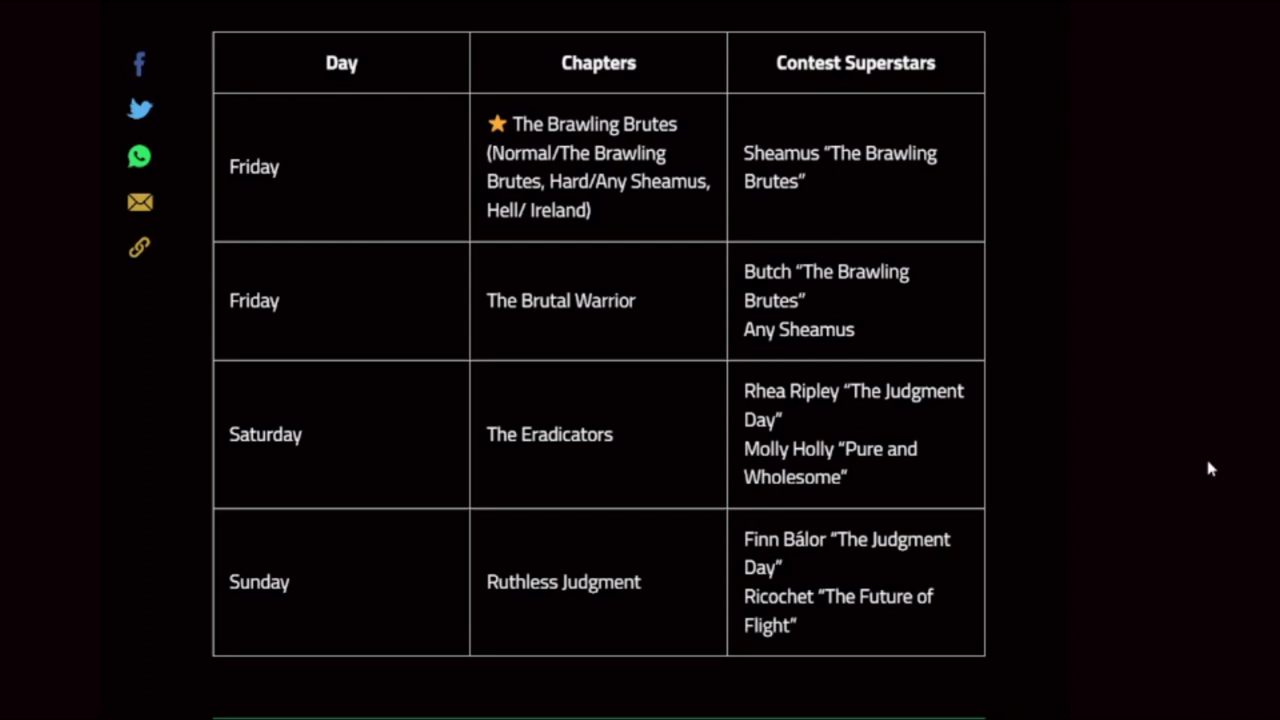 Day
Chapters
Contest Superstars
Friday
⭐ The Brawling Brutes
(Normal/The Brawling
Brutes, Hard/Any Sheamus,
Hell/ Ireland)
Sheamus “The Brawling
Brutes”
Friday
The Brutal Warrior
Butch “The Brawling
Brutes”
Any Sheamus
Saturday
The Eradicators
Rhea Ripley “The Judgment
Day”
Molly Holly “Pure and
Wholesome”
Sunday
Ruthless Judgment
Finn Bálor “The Judgment
Day”
Ricochet “The Future of
Flight”